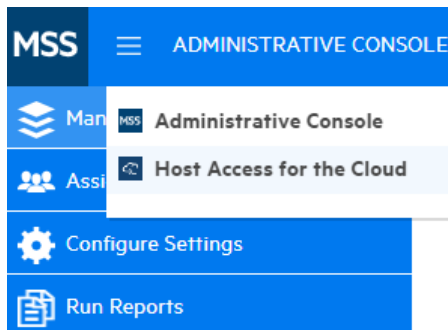 MSS ADMINISTRATIVE CONSOLE
Man
MSS Administrative Console
Assi
Host Access for the Cloud
Configure Settings
Run Reports